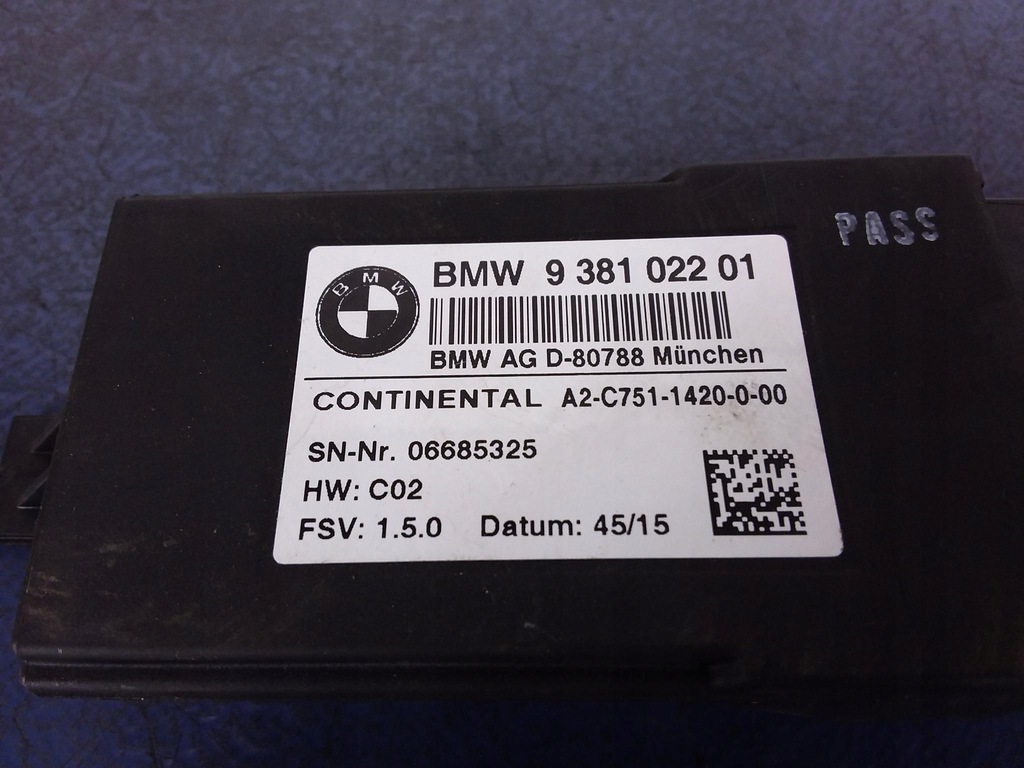 PASS
BMW
BMW 9 381 022 01
BMW AG D-80788 München
CONTINENTAL A2-C751-1420-0-00
SN-Nr. 06685325
HW: C02
FSV: 1.5.0 Datum: 45/15